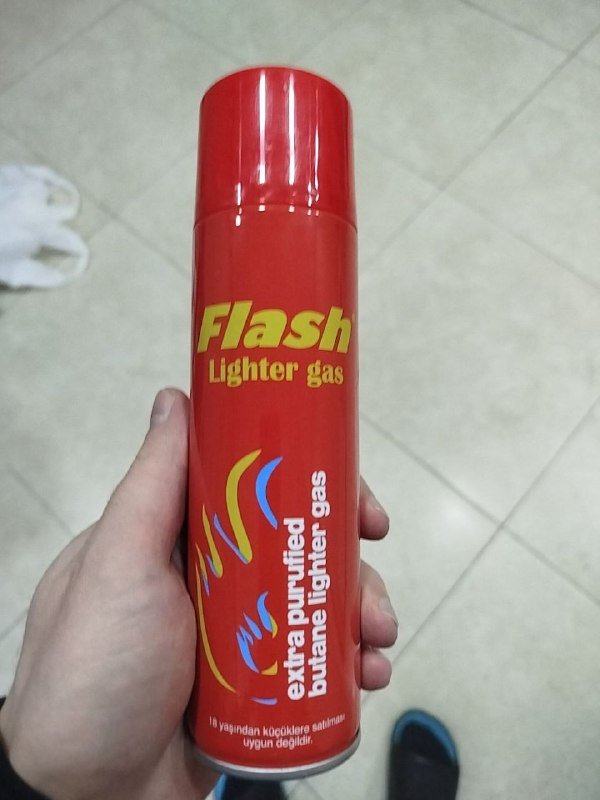 Flash
Lighter gas
extra purufied
butane lighter gas
18 yaşından küçüklere satılması
uygun değildir.